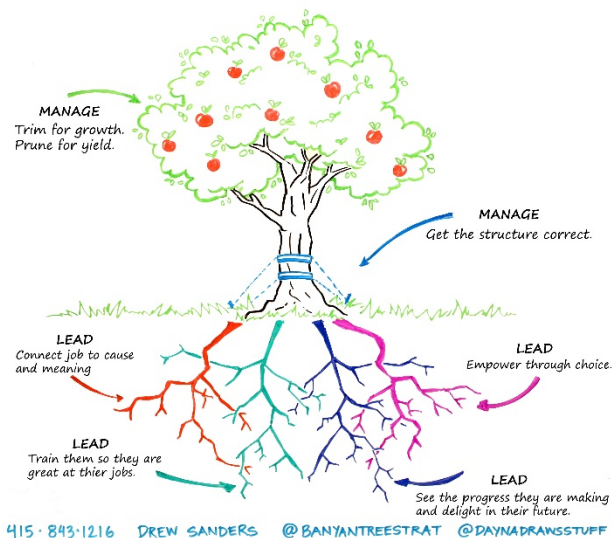 MANAGE
Trim for growth.
Prune for yield.
MANAGE
Get the structure correct.
LEAD
Connect job to cause
and meaning
LEAD
Empower through choice.
LEAD
Train them so they are
great at thier jobs.
LEAD
See the progress they are making
and delight in their future.
415·843·1216 DREW SANDERS @BANYANTREESTRAT @DAYNADRAWSSTUFF